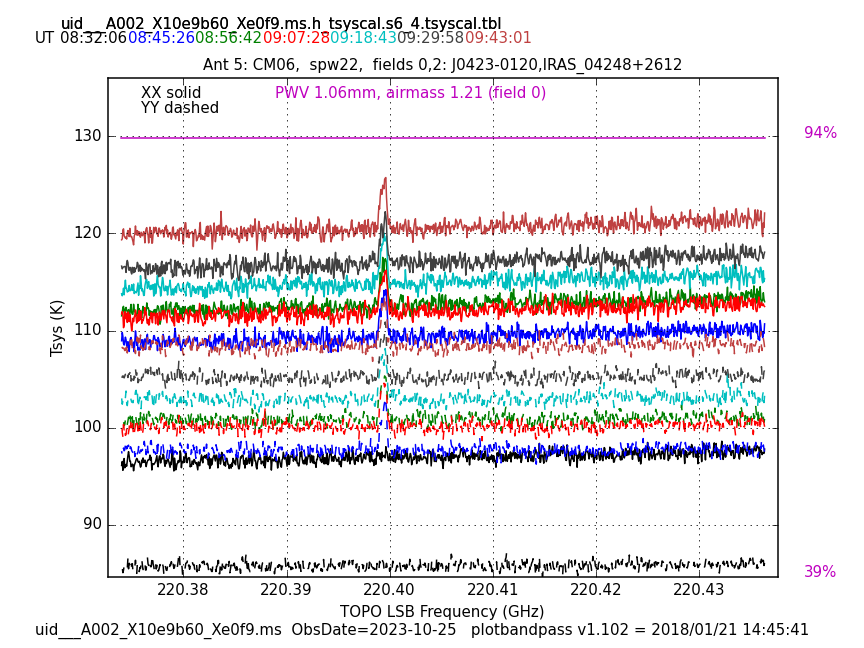 uid___A002_X10e9b60_Xe0f9.ms.h_tsyscal.s6_4.tsyscal.tbl
UT 08:32:06 08:45:26 08:56:42 09:07:28 09:18:43 09:29:58 09:43:01
Ant 5: CM06,  spw22,  fields 0,2: J0423-0120,IRAS_04248+2612
XX solid
PWV 1.06mm, airmass 1.21 (field 0)
YY dashed
94%
130
120
110
100
90
Tsys (K)
39%
220.38 220.39 220.40 220.41 220.42 220.43
TOPO LSB Frequency (GHz)
uid___A002_X10e9b60_Xe0f9.ms  ObsDate=2023-10-25   plotbandpass v1.102 = 2018/01/21 14:45:41